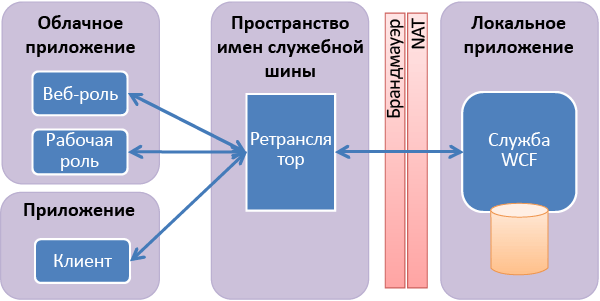 Облачное
приложение
Веб-роль
Рабочая
роль
Приложение
Клиент
Пространство
имен служебной
шины
Ретрансля
тор
Брандмауэр
NAT
Локальное
приложение
Служба
WCF